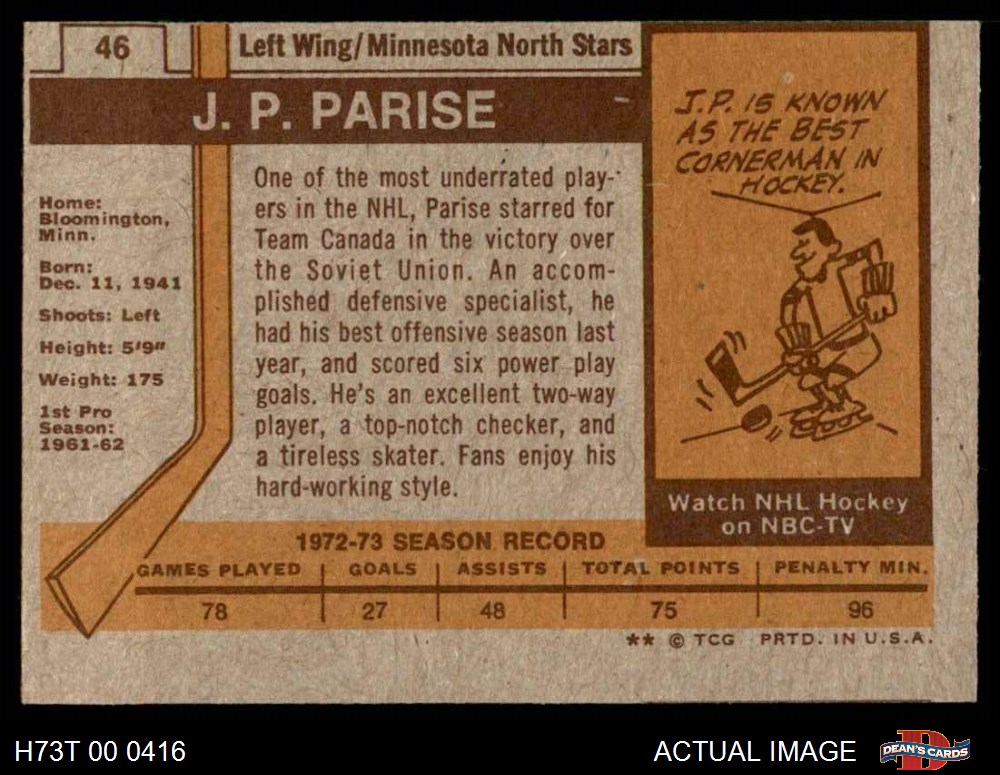 46
Left Wing/Minnesota North Stars
J. P. PARISE
Home:
Bloomington,
Minn.
Born:
Dec. 11, 1941
Shoots: Left
Height: 5'9"
Weight: 175
1st Pro
Season:
1961-62
One of the most underrated play-
ers in the NHL, Parise starred for
Team Canada in the victory over
the Soviet Union. An accom-
plished defensive specialist, he
had his best offensive season last
year, and scored six power play
goals. He's an excellent two-way
player, a top-notch checker, and
a tireless skater. Fans enjoy his
hard-working style.
J.P. IS KNOWN
AS THE BEST
CORNERMAN IN
HOCKEY.
Watch NHL Hockey
on NBC-TV
1972-73 SEASON RECORD
GAMES PLAYED GOALS ASSISTS TOTAL POINTS PENALTY MIN.
78 27 48 75 96
** © TCG PRTD. IN U.S.A.
H73T 00 0416
ACTUAL IMAGE
DEAN'S CARDS